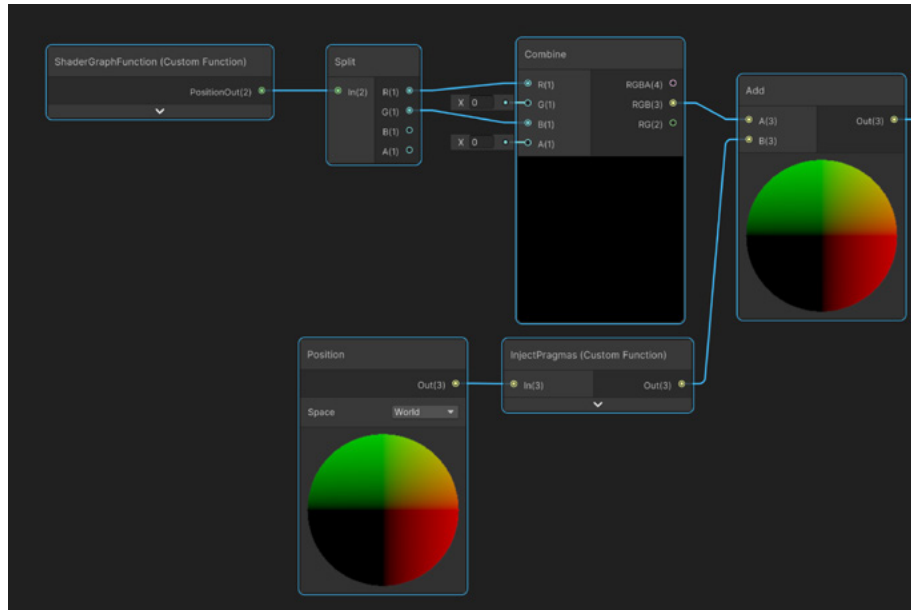 ShaderGraphFunction (Custom Function)
PositionOut(2)
Split
In(2)
R(1)
G(1)
B(1)
A(1)
Combine
X 0
X 0
R(1)
G(1)
B(1)
A(1)
RGBA(4)
RGB(3)
RG(2)
Add
A(3)
B(3)
Out(3)
Position
Out(3)
Space
World
InjectPragmas (Custom Function)
In(3)
Out(3)